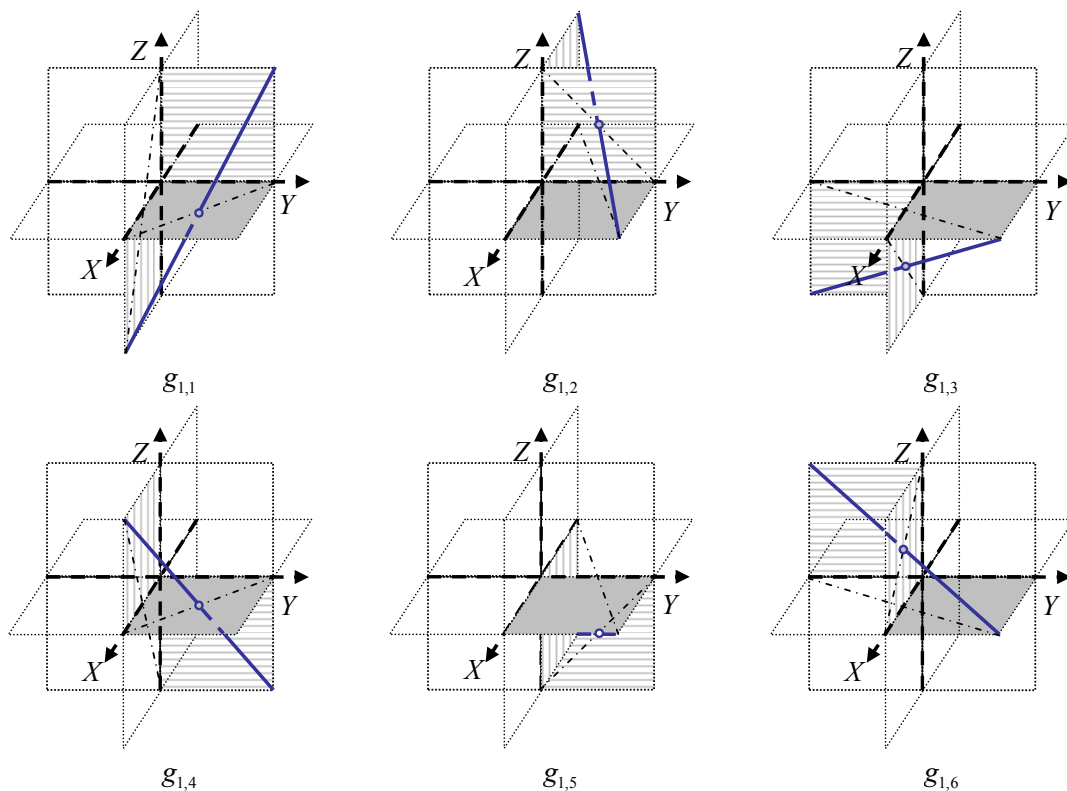 Z Z Z
Y Y Y
X X X
g1,1 g1,2 g1,3
Z Z Z
Y Y Y
X X X
g1,4 g1,5 g1,6